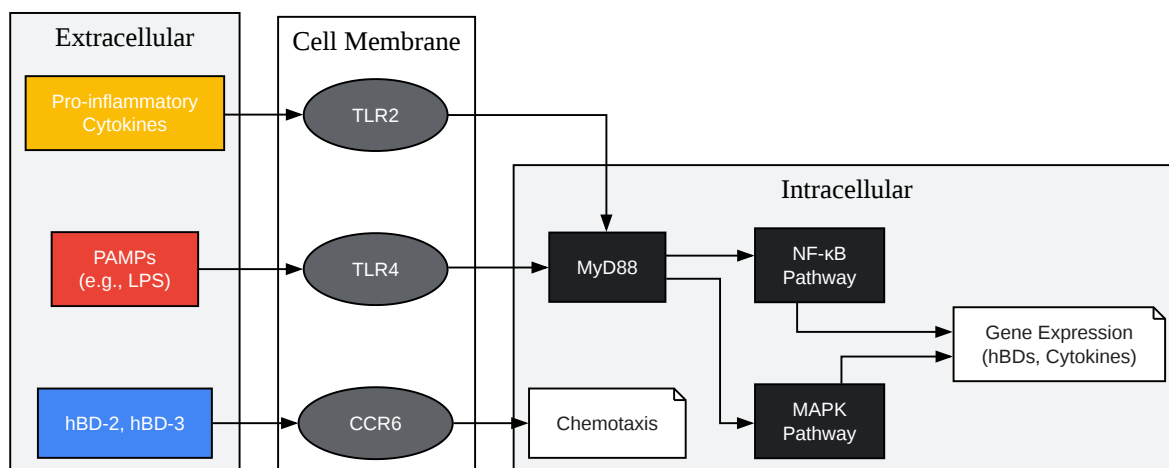 Extracellular
Cell Membrane
Pro-inflammatory
Cytokines
TLR2
Intracellular
PAMPs
(e.g., LPS)
TLR4
MyD88
NF-κB
Pathway
Gene Expression
(hBDs, Cytokines)
hBD-2, hBD-3
CCR6
Chemotaxis
MAPK
Pathway